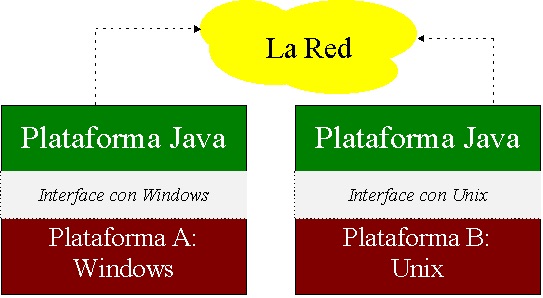 La Red
Plataforma Java
Interface con Windows
Plataforma A:
Windows
Plataforma Java
Interface con Unix
Plataforma B:
Unix